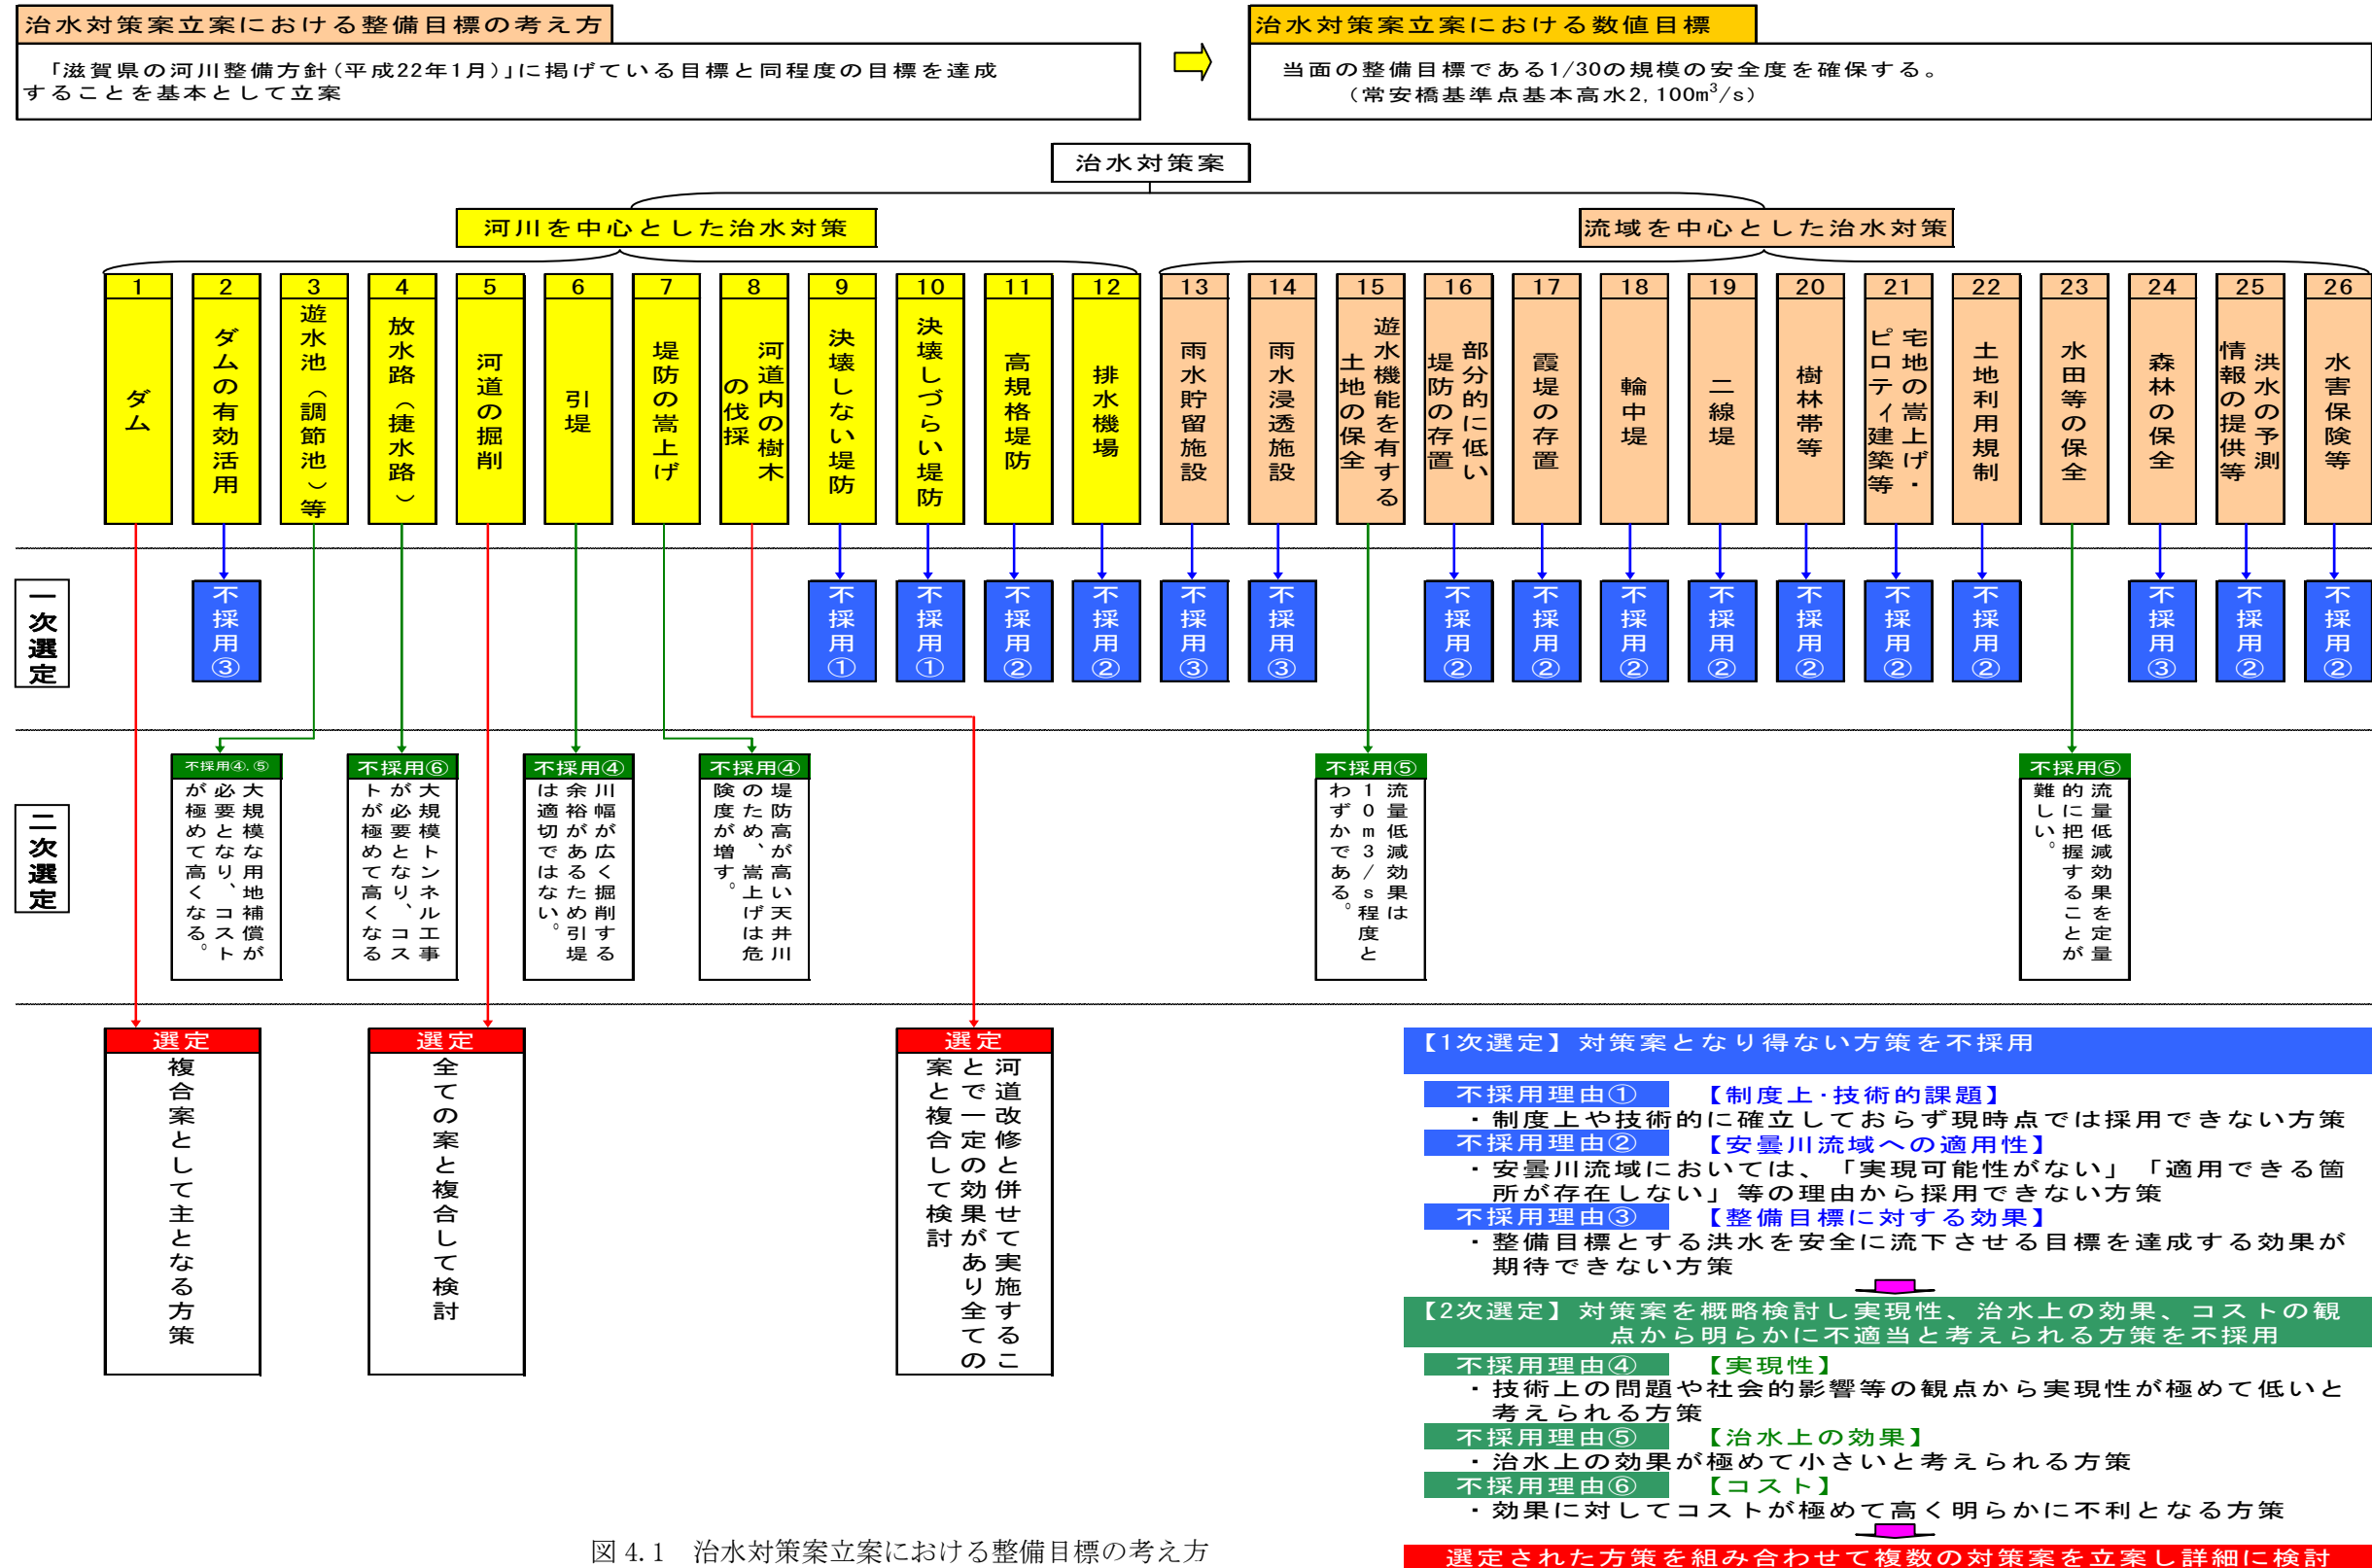 治水対策案立案における整備目標の考え方
「滋賀県の河川整備方針(平成22年1月)」に掲げている目標と同程度の目標を達成
することを基本として立案
治水対策案立案における数値目標
当面の整備目標である1/30の規模の安全度を確保する。
(常安橋基準点基本高水2,100m³/s)
治水対策案
河川を中心とした治水対策
流域を中心とした治水対策
1
ダム
2
ダムの有効活用
3
遊水池(調節池)等
4
放水路(捷水路)
5
河道の掘削
6
引堤
7
堤防の嵩上げ
8
河道内の樹木
の伐採
9
決壊しない堤防
10
決壊しづらい堤防
11
高規格堤防
12
排水機場
13
雨水貯留施設
14
雨水浸透施設
15
遊水機能を有する
土地の保全
16
部分的に低い
堤防の存置
17
霞堤の存置
18
輪中堤
19
二線堤
20
樹林帯等
21
宅地の嵩上げ・
ピロティ建築等
22
土地利用規制
23
水田等の保全
24
森林の保全
25
洪水の予測
情報の提供等
26
水害保険等
一次選定
不採用③
不採用①
不採用①
不採用②
不採用②
不採用③
不採用③
不採用②
不採用②
不採用②
不採用②
不採用②
不採用②
不採用②
不採用③
不採用②
不採用②
二次選定
不採用④.⑤
大規模な用地補償が
必要となり、コスト
が極めて高くなる。
不採用⑥
大規模トンネル工事
が必要となり、コス
トが極めて高くなる
不採用④
川幅が広く掘削する
余裕があるため引堤
は適切ではない。
不採用④
堤防高が高い天井川
のため、嵩上げは危
険度が増す。
不採用⑤
流量低減効果は
10m3/s程度と
わずかである。
不採用⑤
流量低減効果を定量
的に把握することが
難しい。
選定
複合案として主となる方策
選定
全ての案と複合して検討
選定
河道改修と併せて実施するこ
とで一定の効果があり全ての
案と複合して検討
【1次選定】対策案となり得ない方策を不採用
不採用理由① 【制度上・技術的課題】
・制度上や技術的に確立しておらず現時点では採用できない方策
不採用理由② 【安曇川流域への適用性】
・安曇川流域においては、「実現可能性がない」「適用できる箇
所が存在しない」等の理由から採用できない方策
不採用理由③ 【整備目標に対する効果】
・整備目標とする洪水を安全に流下させる目標を達成する効果が
期待できない方策
【2次選定】対策案を概略検討し実現性、治水上の効果、コストの観
点から明らかに不適当と考えられる方策を不採用
不採用理由④ 【実現性】
・技術上の問題や社会的影響等の観点から実現性が極めて低いと
考えられる方策
不採用理由⑤ 【治水上の効果】
・治水上の効果が極めて小さいと考えられる方策
不採用理由⑥ 【コスト】
・効果に対してコストが極めて高く明らかに不利となる方策
選定された方策を組み合わせて複数の対策案を立案し詳細に検討
図 4.1 治水対策案立案における整備目標の考え方